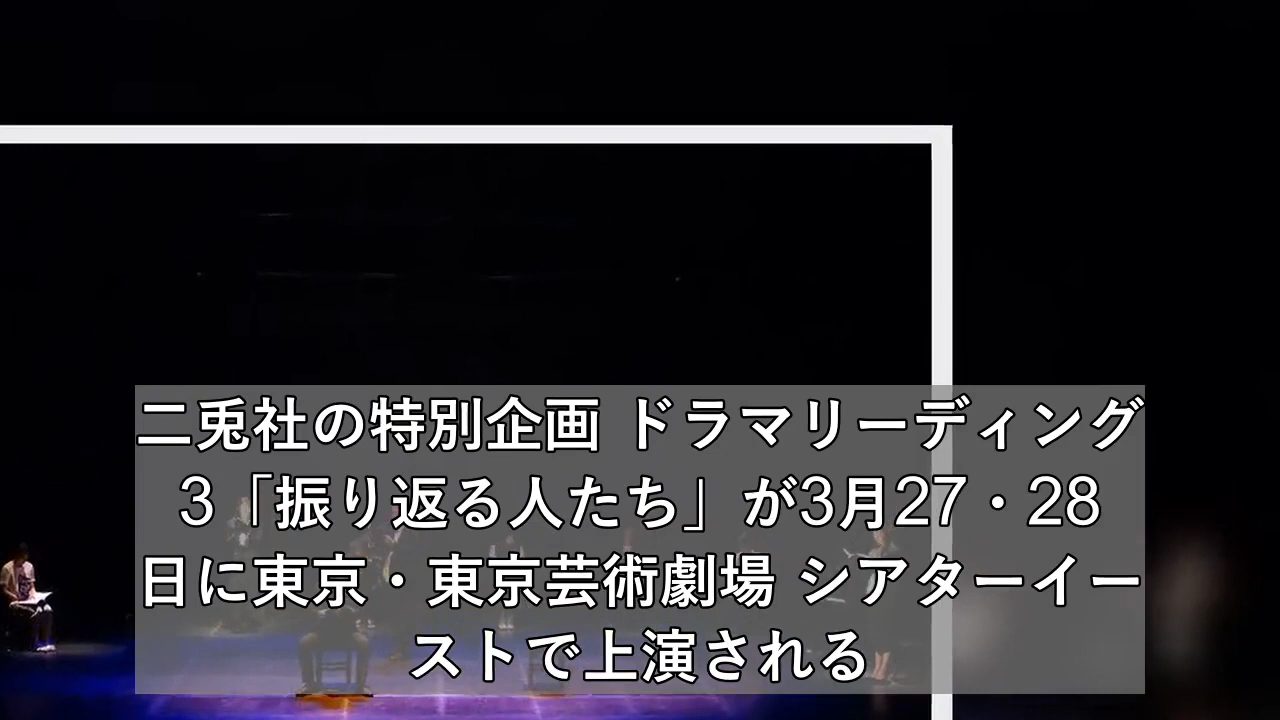 二兎社の特別企画 ドラマリーディング
3「振り返る人たち」が3月27・28
日に東京・東京芸術劇場 シアターイー
ストで上演される